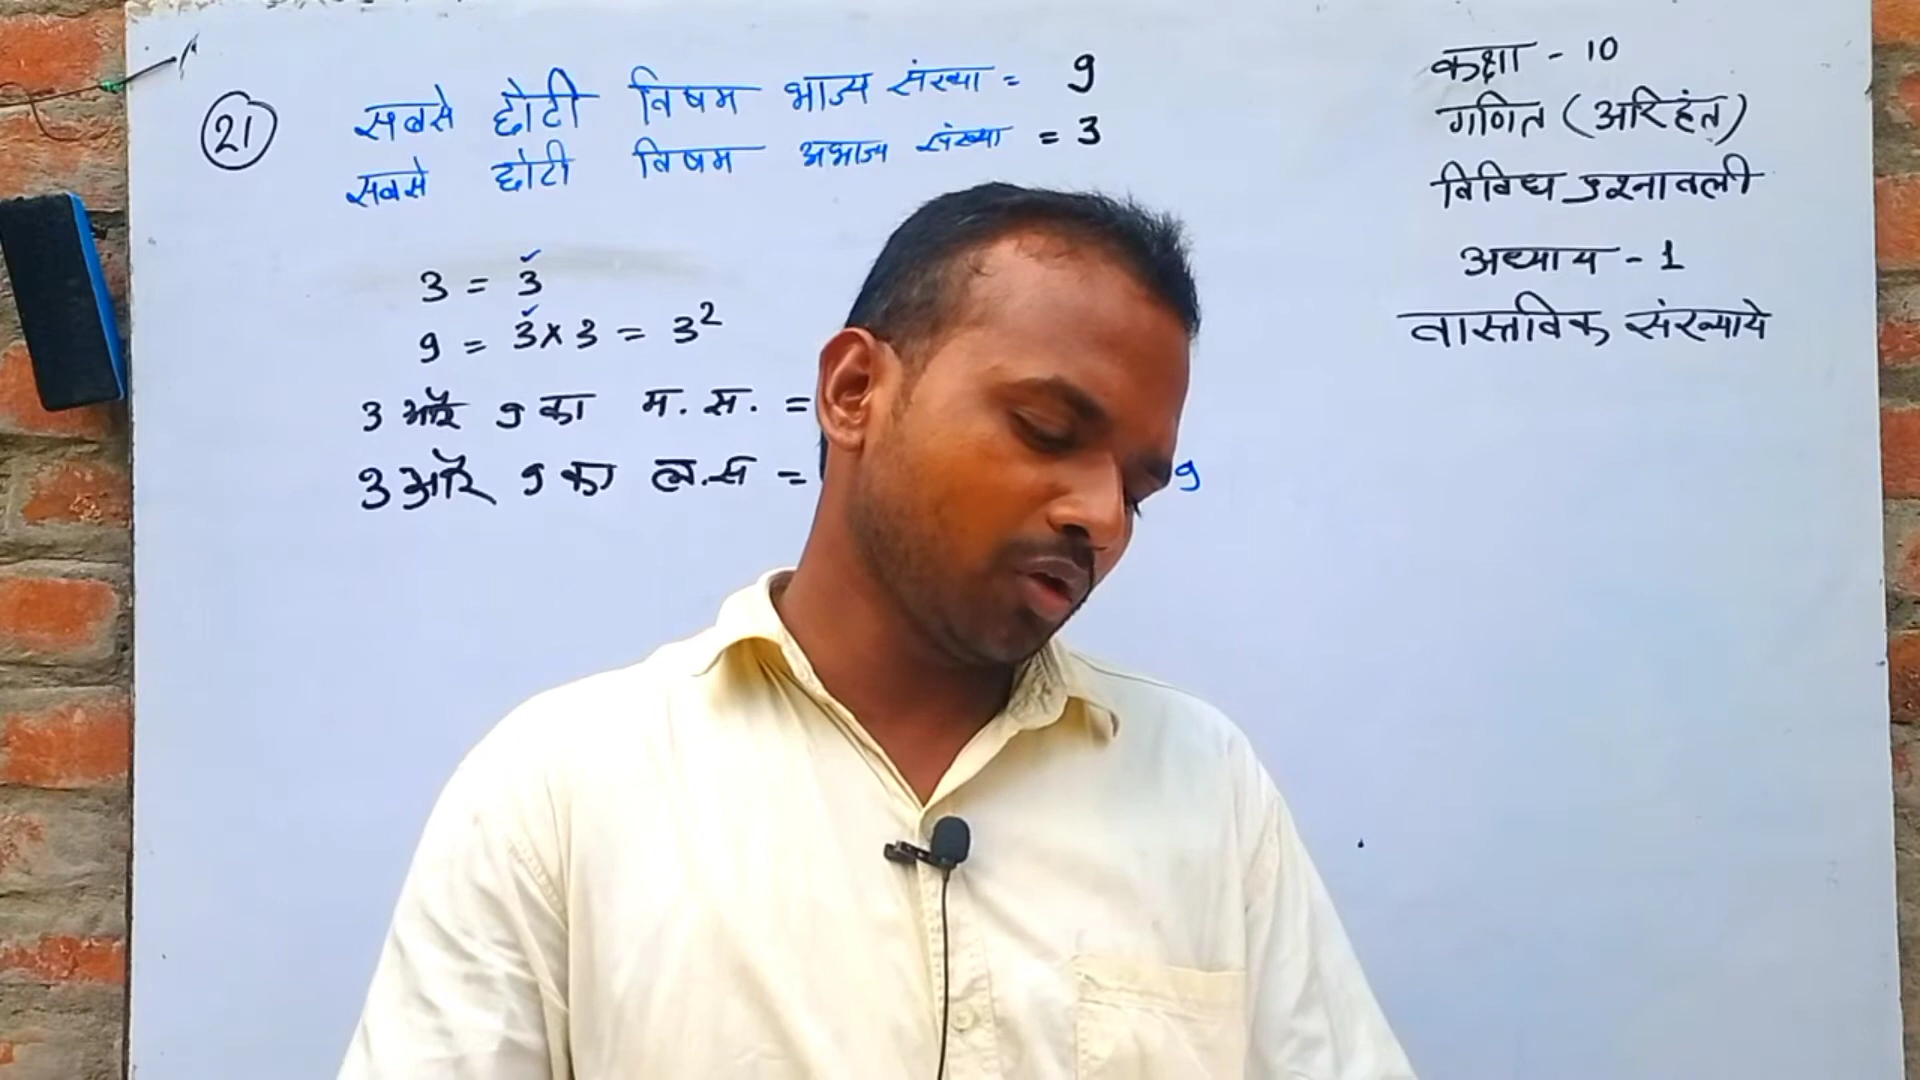 21
सबसे छोटी विषम भाज्य संख्या = 9
सबसे छोटी विषम अभाज्य संख्या = 3
3 = 3
9 = 3 × 3 = 3²
3 और 9 का म. स. =
3 और 9 का ल.स = 9
कक्षा - 10
गणित (अरिहंत)
विविध प्रश्नावली
अध्याय - 1
वास्तविक संख्याये